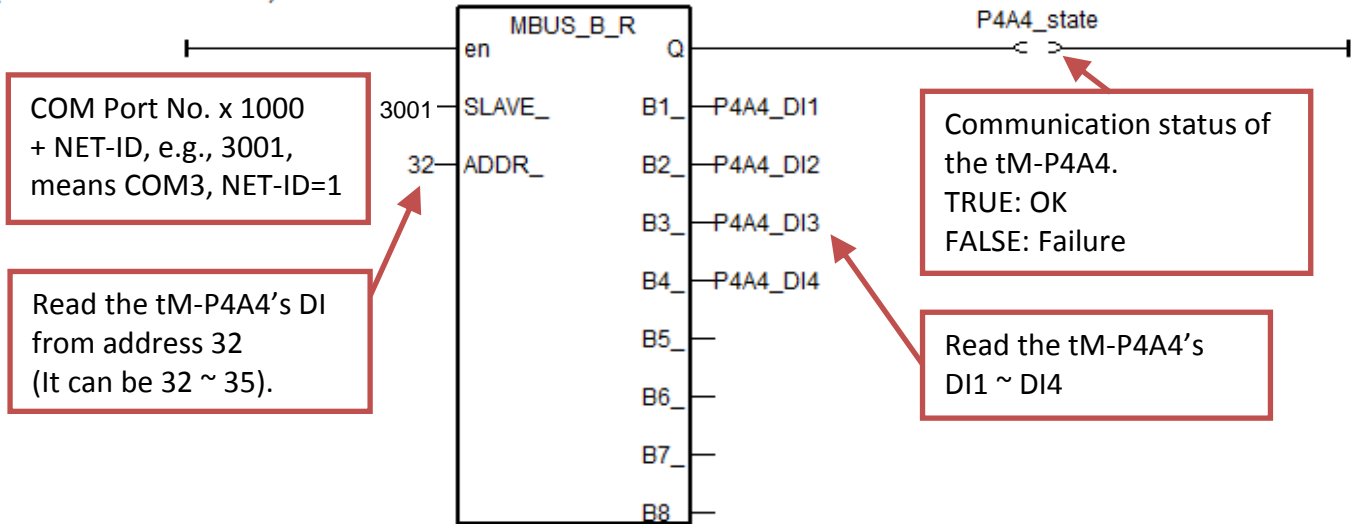 MBUS_B_R
P4A4_state
en
Q
COM Port No. x 1000
+ NET-ID, e.g., 3001,
means COM3, NET-ID=1
3001
SLAVE_
B1_
P4A4_DI1
32
ADDR_
B2_
P4A4_DI2
B3_
P4A4_DI3
B4_
P4A4_DI4
B5_
B6_
B7_
B8
Communication status of
the tM-P4A4.
TRUE: OK
FALSE: Failure
Read the tM-P4A4’s DI
from address 32
(It can be 32 ~ 35).
Read the tM-P4A4’s
DI1 ~ DI4